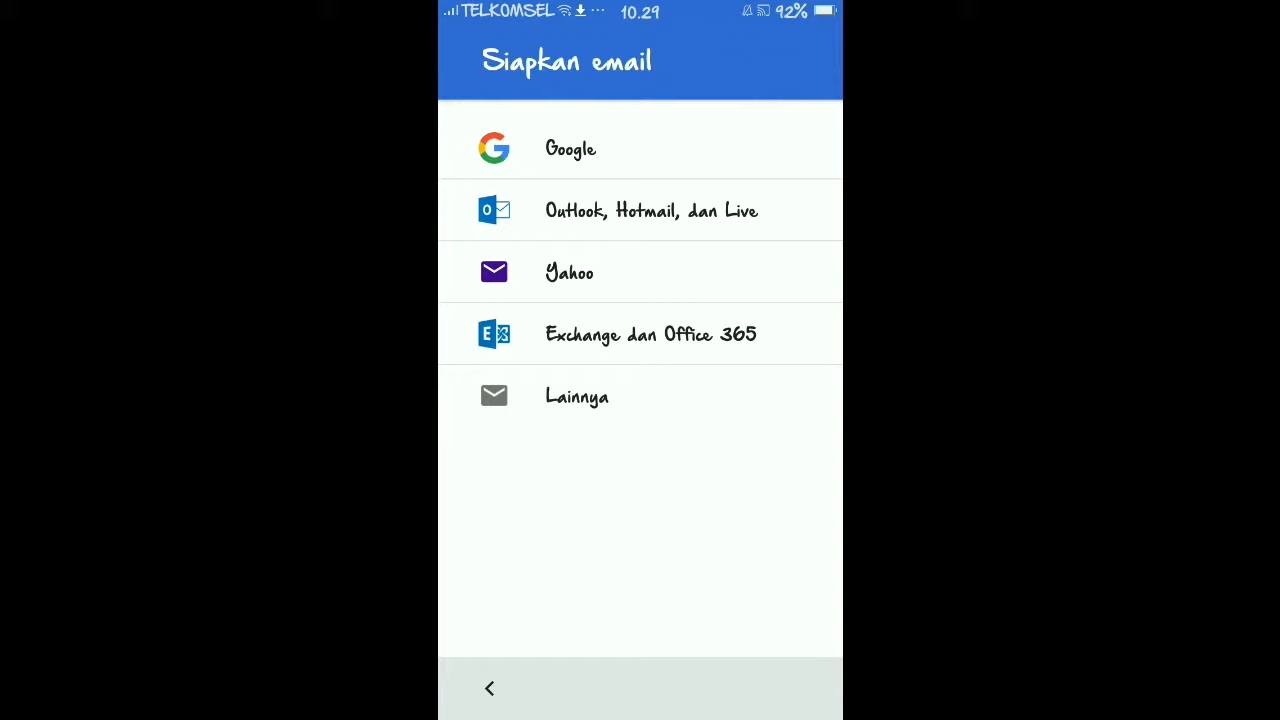 TELKOMSEL 10.29 92%
Siapkan email
Google
Outlook, Hotmail, dan Live
Yahoo
Exchange dan Office 365
Lainnya